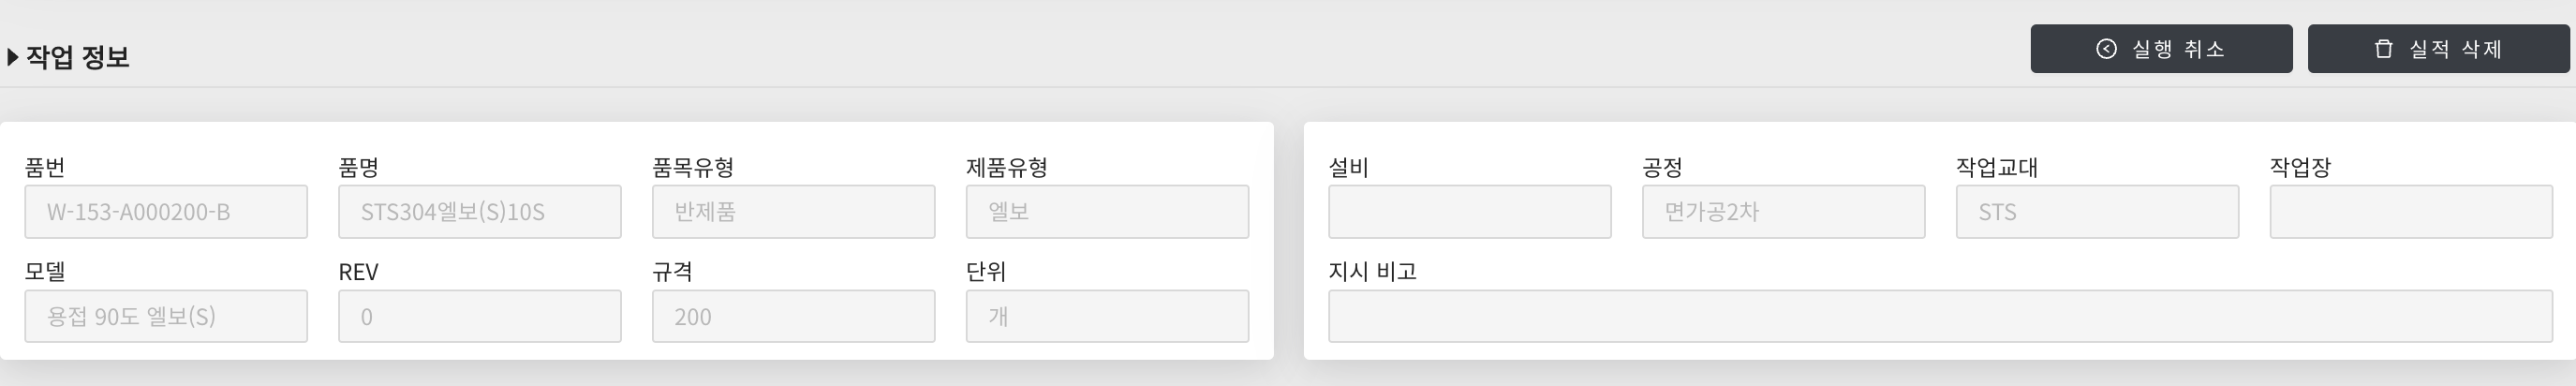 작업 정보
실행 취소
실적 삭제
품번 품명 품목유형 제품유형
W-153-A000200-B STS304엘보(S)10S 반제품 엘보
모델 REV 규격 단위
용접 90도 엘보(S) 0 200 개
설비 공정 작업교대 작업장
면가공2차 STS
지시 비고